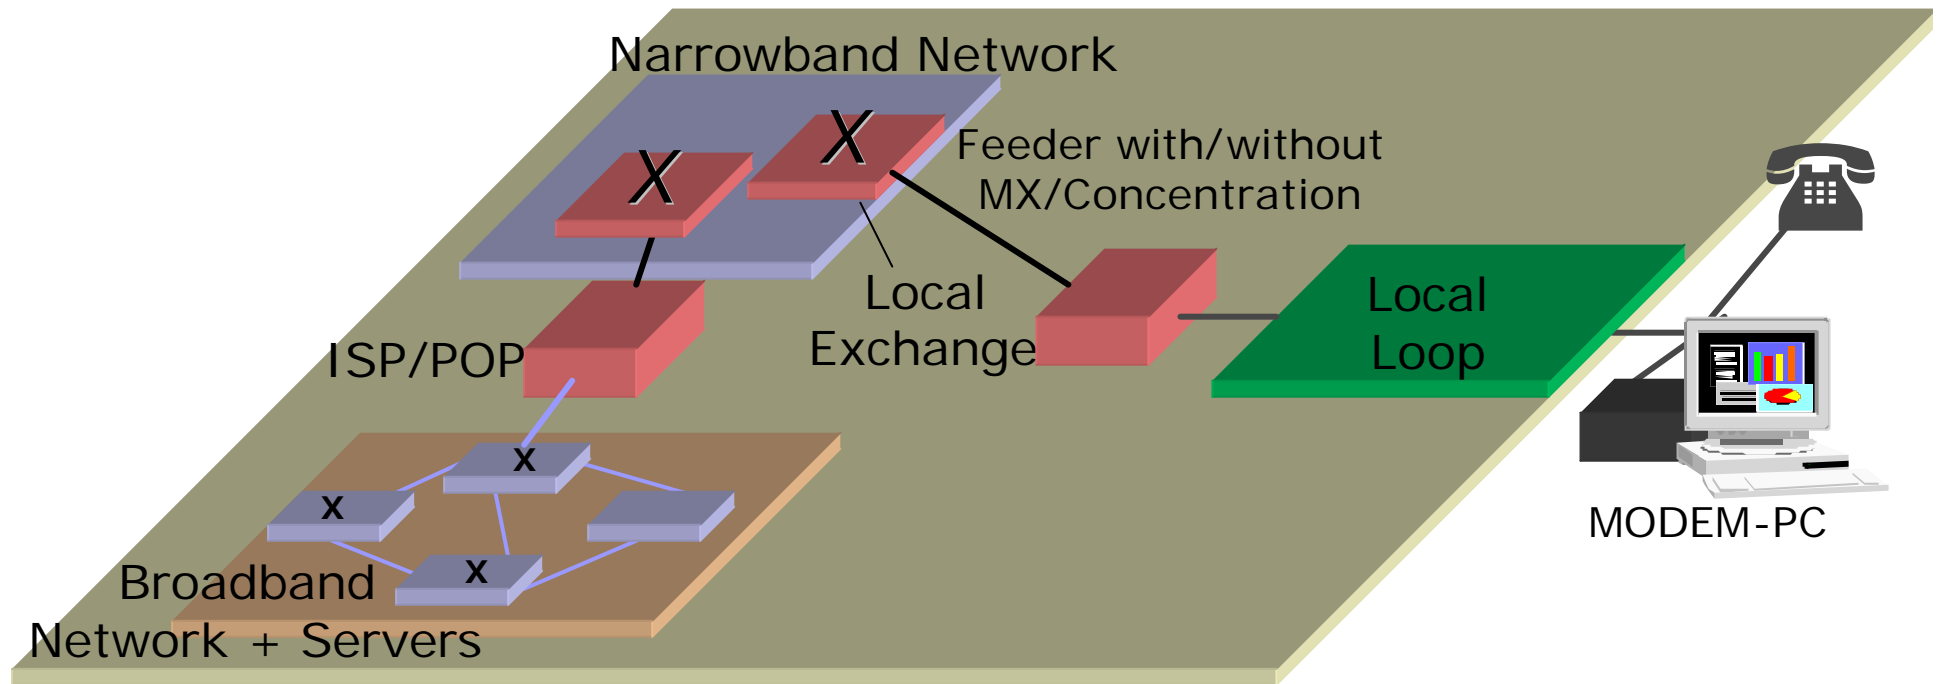 Narrowband Network
X
X
Feeder with/without
MX/Concentration
Local
Exchange
Local
Loop
ISP/POP
X
X
X
MODEM-PC
Broadband
Network + Servers